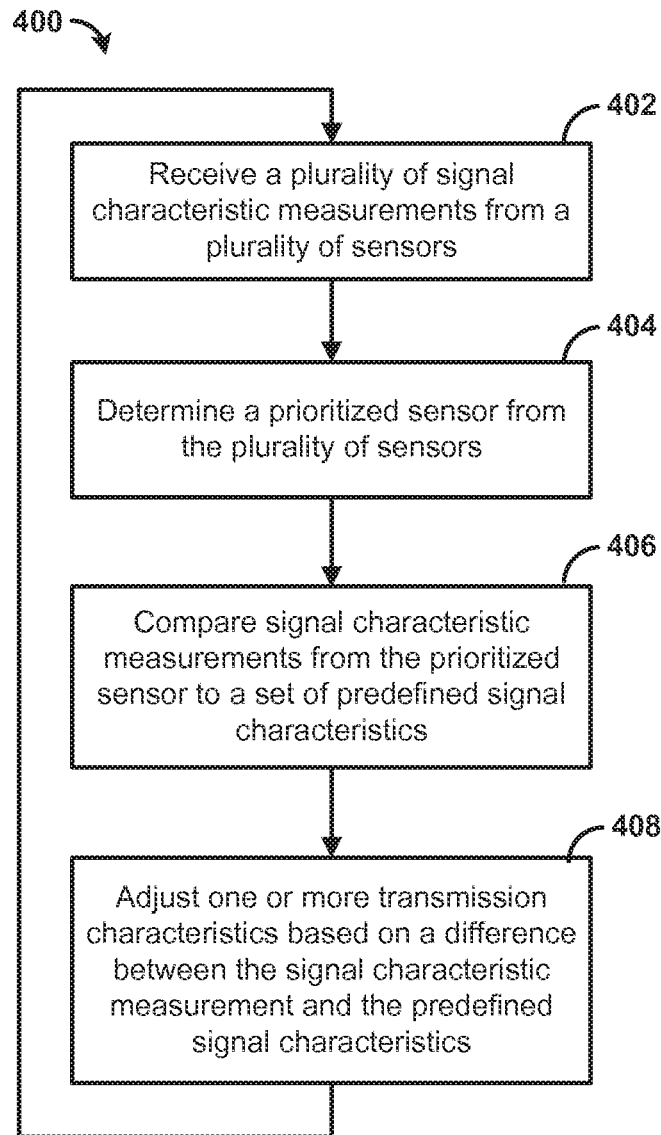 400
402
Receive a plurality of signal
characteristic measurements from a
plurality of sensors
404
Determine a prioritized sensor from
the plurality of sensors
406
Compare signal characteristic
measurements from the prioritized
sensor to a set of predefined signal
characteristics
408
Adjust one or more transmission
characteristics based on a difference
between the signal characteristic
measurement and the predefined
signal characteristics